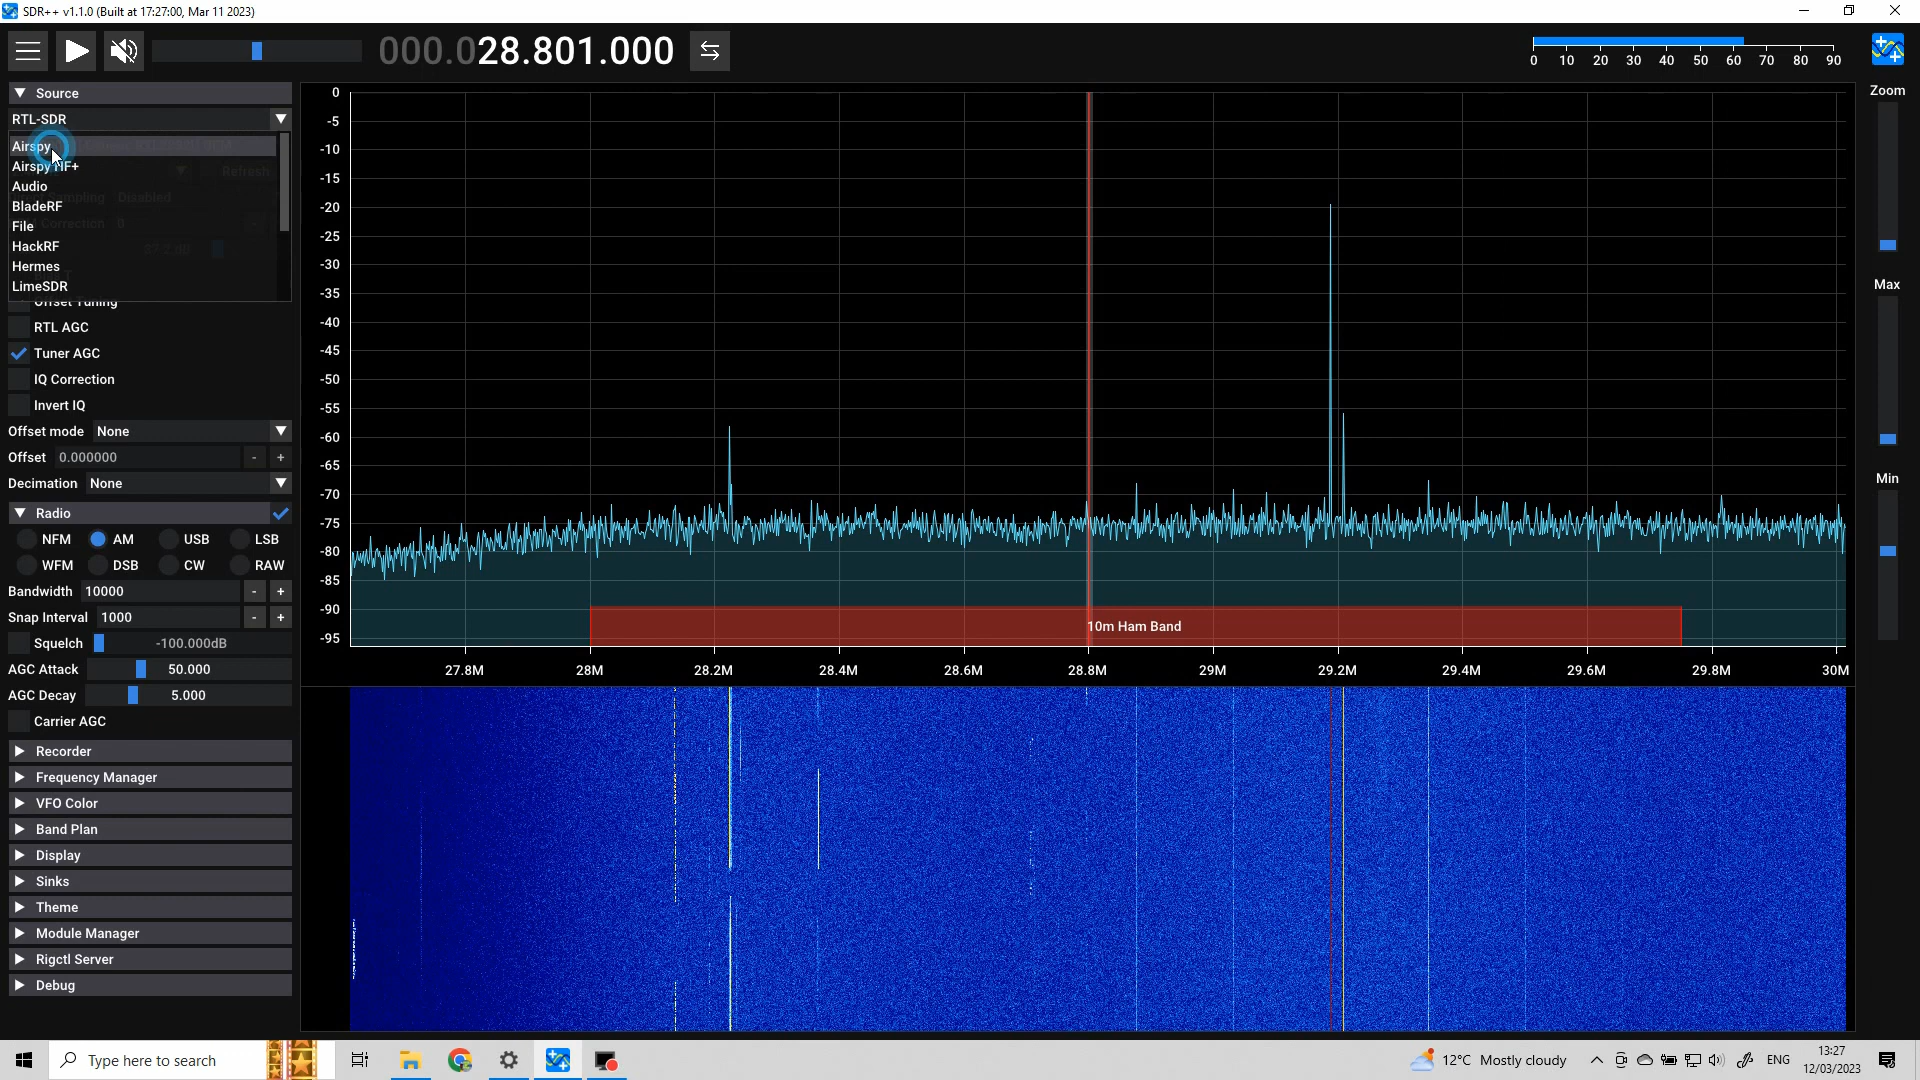 SDR++ v1.1.0 (Built at 17:27:00, Mar 11 2023)
000.028.801.000
0 10 20 30 40 50 60 70 80 90
Source
RTL-SDR
Airspy
Airspy HF+
Refresh
Audio
Sampling Disabled
BladeRF
Correction 0
File
HackRF
Hermes
LimeSDR
Offset Tuning
RTL AGC
Tuner AGC
IQ Correction
Invert IQ
Offset mode None
Offset 0.000000 - +
Decimation None
Radio
NFM AM USB LSB
WFM DSB CW RAW
Bandwidth 10000 - +
Snap Interval 1000 - +
Squelch -100.000dB
AGC Attack 50.000
AGC Decay 5.000
Carrier AGC
Recorder
Frequency Manager
VFO Color
Band Plan
Display
Sinks
Theme
Module Manager
Rigctl Server
Debug
0
-5
-10
-15
-20
-25
-30
-35
-40
-45
-50
-55
-60
-65
-70
-75
-80
-85
-90
-95
10m Ham Band
27.8M 28M 28.2M 28.4M 28.6M 28.8M 29M 29.2M 29.4M 29.6M 29.8M 30M
Zoom
Max
Min
Type here to search
12°C Mostly cloudy
ENG
13:27
12/03/2023